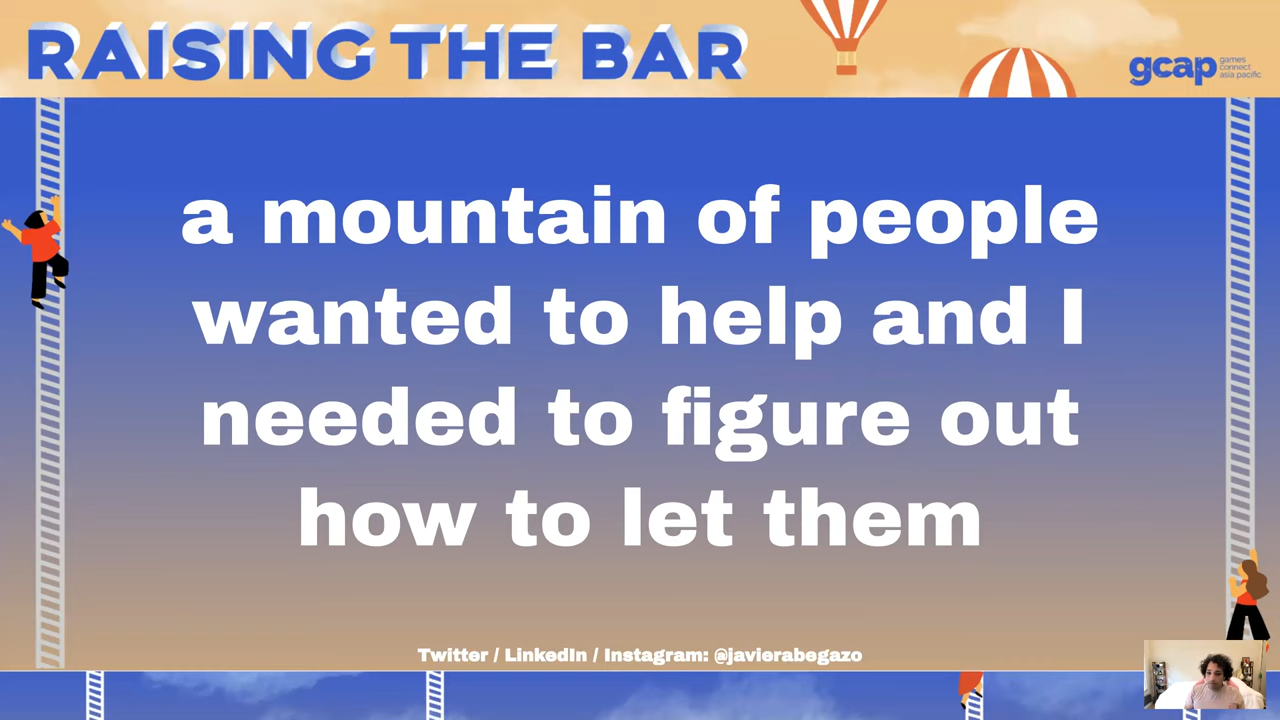 RAISING THE BAR
gcap games
connect
asia pacific
a mountain of people
wanted to help and I
needed to figure out
how to let them
Twitter / LinkedIn / Instagram: @javierabegazo